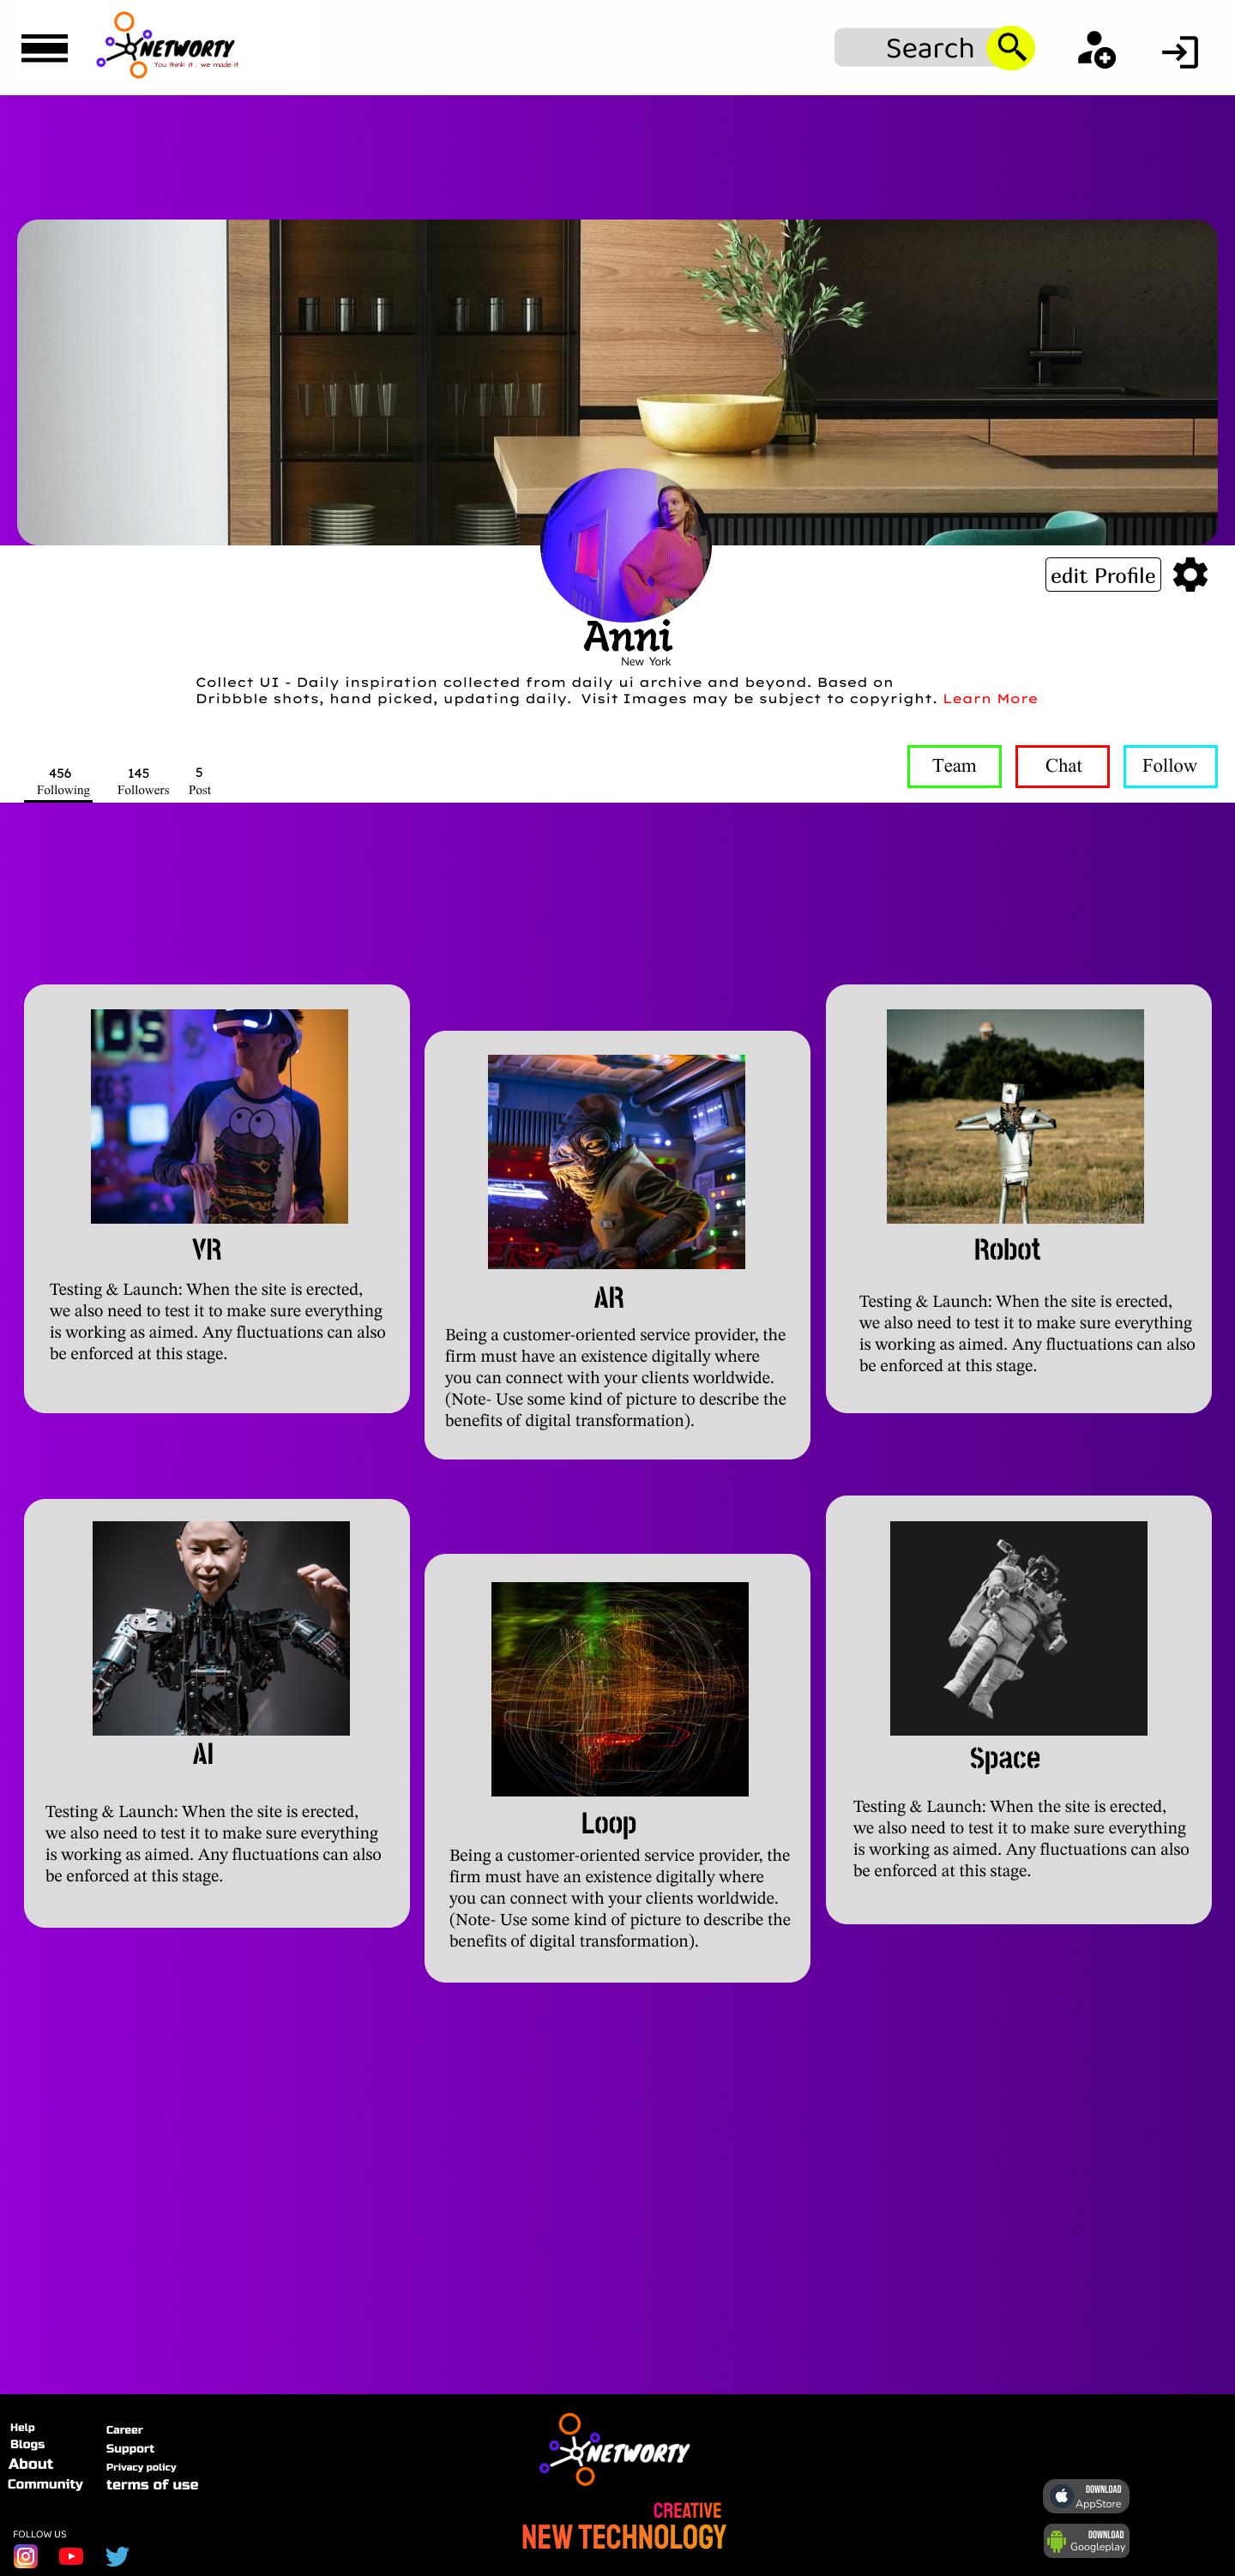 NETWORTY
You think it , we made it
Search
edit Profile
Anni
New York
Collect UI - Daily inspiration collected from daily ui archive and beyond. Based on
Dribbble shots, hand picked, updating daily. Visit Images may be subject to copyright. Learn More
456
145
5
Following
Followers
Post
Team
Chat
Follow
VR
Testing & Launch: When the site is erected,
we also need to test it to make sure everything
is working as aimed. Any fluctuations can also
be enforced at this stage.
AR
Being a customer-oriented service provider, the
firm must have an existence digitally where
you can connect with your clients worldwide.
(Note- Use some kind of picture to describe the
benefits of digital transformation).
Robot
Testing & Launch: When the site is erected,
we also need to test it to make sure everything
is working as aimed. Any fluctuations can also
be enforced at this stage.
AI
Testing & Launch: When the site is erected,
we also need to test it to make sure everything
is working as aimed. Any fluctuations can also
be enforced at this stage.
Loop
Being a customer-oriented service provider, the
firm must have an existence digitally where
you can connect with your clients worldwide.
(Note- Use some kind of picture to describe the
benefits of digital transformation).
Space
Testing & Launch: When the site is erected,
we also need to test it to make sure everything
is working as aimed. Any fluctuations can also
be enforced at this stage.
Help
Blogs
About
Community
Career
Support
Privacy policy
terms of use
FOLLOW US
NETWORTY
CREATIVE
NEW TECHNOLOGY
DOWNLOAD
AppStore
DOWNLOAD
Googleplay